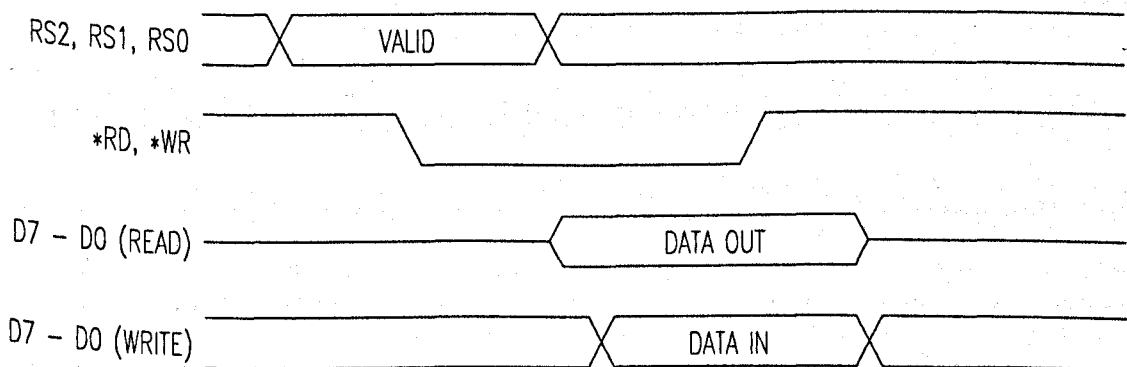 RS2, RS1, RS0 VALID
*RD, *WR
D7 - D0 (READ) DATA OUT
D7 - D0 (WRITE) DATA IN